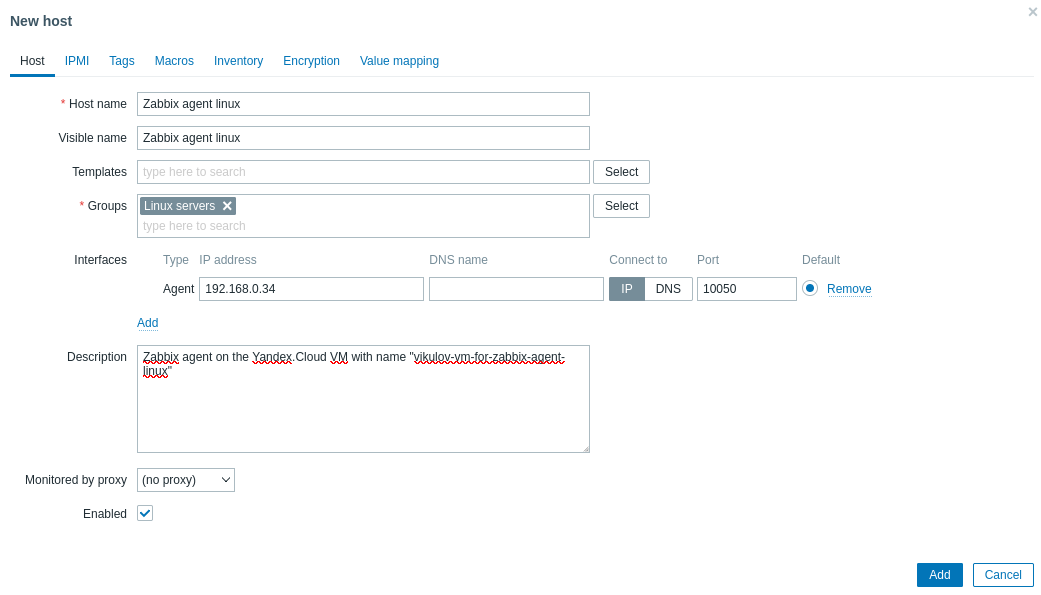 New host ×
Host IPMI Tags Macros Inventory Encryption Value mapping
* Host name Zabbix agent linux
Visible name Zabbix agent linux
Templates type here to search Select
* Groups Linux servers × Select
type here to search
Interfaces Type IP address DNS name Connect to Port Default
Agent 192.168.0.34 IP DNS 10050 Remove
Add
Description Zabbix agent on the Yandex.Cloud VM with name "vikulov-vm-for-zabbix-agent-
linux"
Monitored by proxy (no proxy)
Enabled
Add Cancel